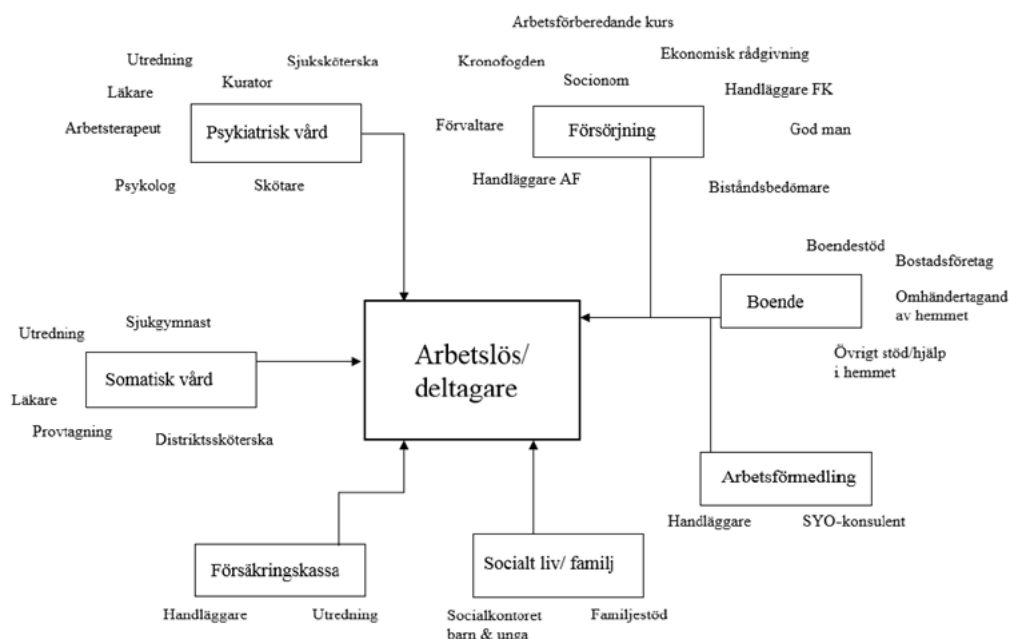 Arbetsförberedande kurs
Utredning
Sjuksköterska
Kronofogden
Ekonomisk rådgivning
Läkare
Kurator
Socionom
Handläggare FK
Arbetsterapeut
Psykiatrisk vård
Förvaltare
Försörjning
God man
Psykolog
Skötare
Handläggare AF
Biståndsbedömare
Boendestöd
Bostadsföretag
Boende
Omhändertagand
av hemmet
Övrigt stöd/hjälp
i hemmet
Utredning
Sjukgymnast
Somatisk vård
Läkare
Provtagning
Distriktssköterska
Arbetslös/
deltagare
Arbetsförmedling
Handläggare
SYO-konsulent
Försäkringskassa
Handläggare
Utredning
Socialt liv/ familj
Socialkontoret
barn & unga
Familjestöd